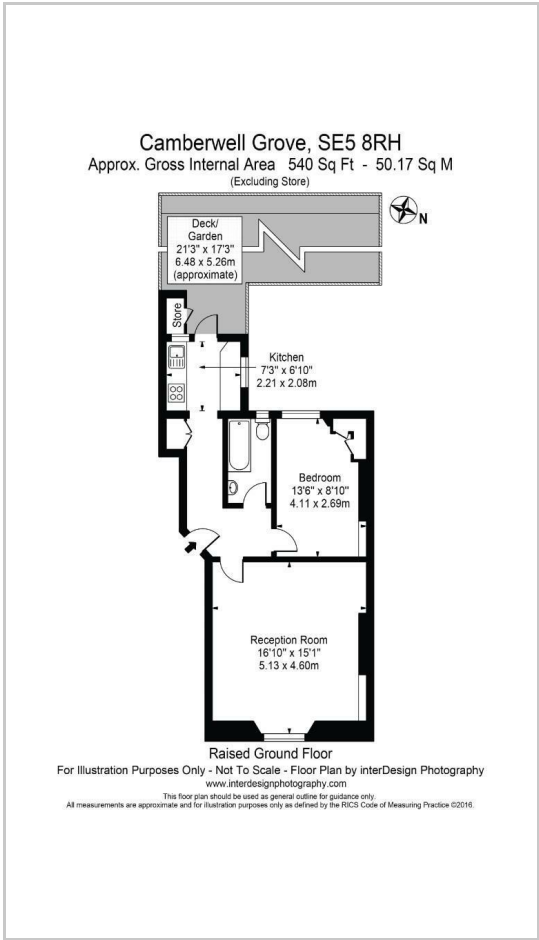 Camberwell Grove, SE5 8RH
Approx. Gross Internal Area 540 Sq Ft - 50.17 Sq M
(Excluding Store)
N
Deck/
Garden
21'3" x 17'3"
6.48 x 5.26m
(approximate)
Store
Kitchen
7'3" x 6'10"
2.21 x 2.08m
Bedroom
13'6" x 8'10"
4.11 x 2.69m
Reception Room
16'10" x 15'1"
5.13 x 4.60m
Raised Ground Floor
For Illustration Purposes Only - Not To Scale - Floor Plan by interDesign Photography
www.interdesignphotography.com
This floor plan should be used as general outline for guidance only.
All measurements are approximate and for illustration purposes only as defined by the RICS Code of Measuring Practice ©2016.